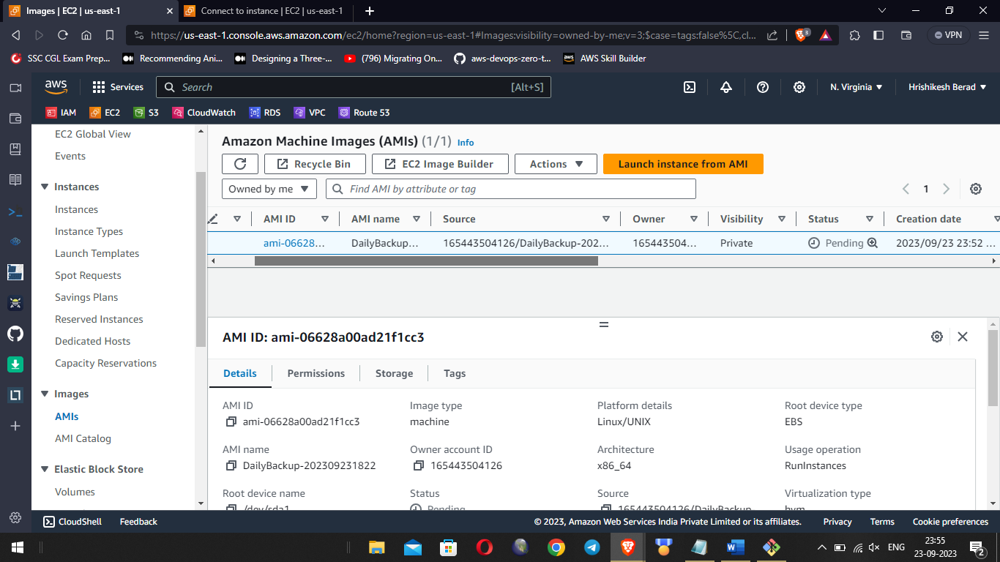 Images | EC2 | us-east-1
Connect to instance | EC2 | us-east-1
https://us-east-1.console.aws.amazon.com/ec2/home?region=us-east-1#Images:visibility=owned-by-me;v=3;$case=tags:false%5C,cl...
3
VPN
SSC CGL Exam Prep...
Recommending Ani...
Designing a Three-...
(796) Migrating On...
aws-devops-zero-t...
aws
AWS Skill Builder
aws
Services
Search
[Alt+S]
N. Virginia
Hrishikesh Berad
IAM
EC2
S3
CloudWatch
RDS
VPC
Route 53
EC2 Global View
Events
Instances
Instances
Instance Types
Launch Templates
Spot Requests
Savings Plans
Reserved Instances
Dedicated Hosts
Capacity Reservations
Images
AMIs
AMI Catalog
Elastic Block Store
Volumes
Amazon Machine Images (AMIs) (1/1) Info
Recycle Bin
EC2 Image Builder
Actions
Launch instance from AMI
Owned by me
Find AMI by attribute or tag
1
AMI ID
AMI name
Source
Owner
Visibility
Status
Creation date
ami-06628...
DailyBackup...
165443504126/DailyBackup-202...
165443504...
Private
Pending
2023/09/23 23:52 ...
AMI ID: ami-06628a00ad21f1cc3
Details
Permissions
Storage
Tags
AMI ID
Image type
Platform details
Root device type
ami-06628a00ad21f1cc3
machine
Linux/UNIX
EBS
AMI name
Owner account ID
Architecture
Usage operation
DailyBackup-202309231822
165443504126
x86_64
RunInstances
Root device name
Status
Source
Virtualization type
/dev/sda1
Pending
165443504126/DailyBackup-
hvm
CloudShell
Feedback
© 2023, Amazon Web Services India Private Limited or its affiliates.
Privacy
Terms
Cookie preferences
ENG
23:55
23-09-2023
2